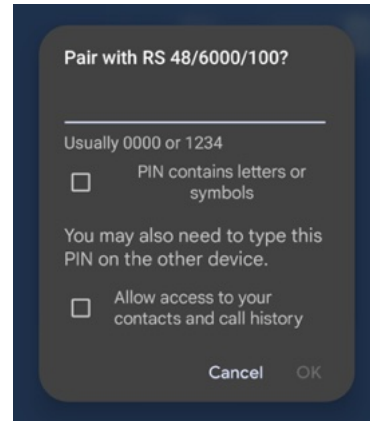 Pair with RS 48/6000/100?
Usually 0000 or 1234
PIN contains letters or
symbols
You may also need to type this
PIN on the other device.
Allow access to your
contacts and call history
Cancel OK